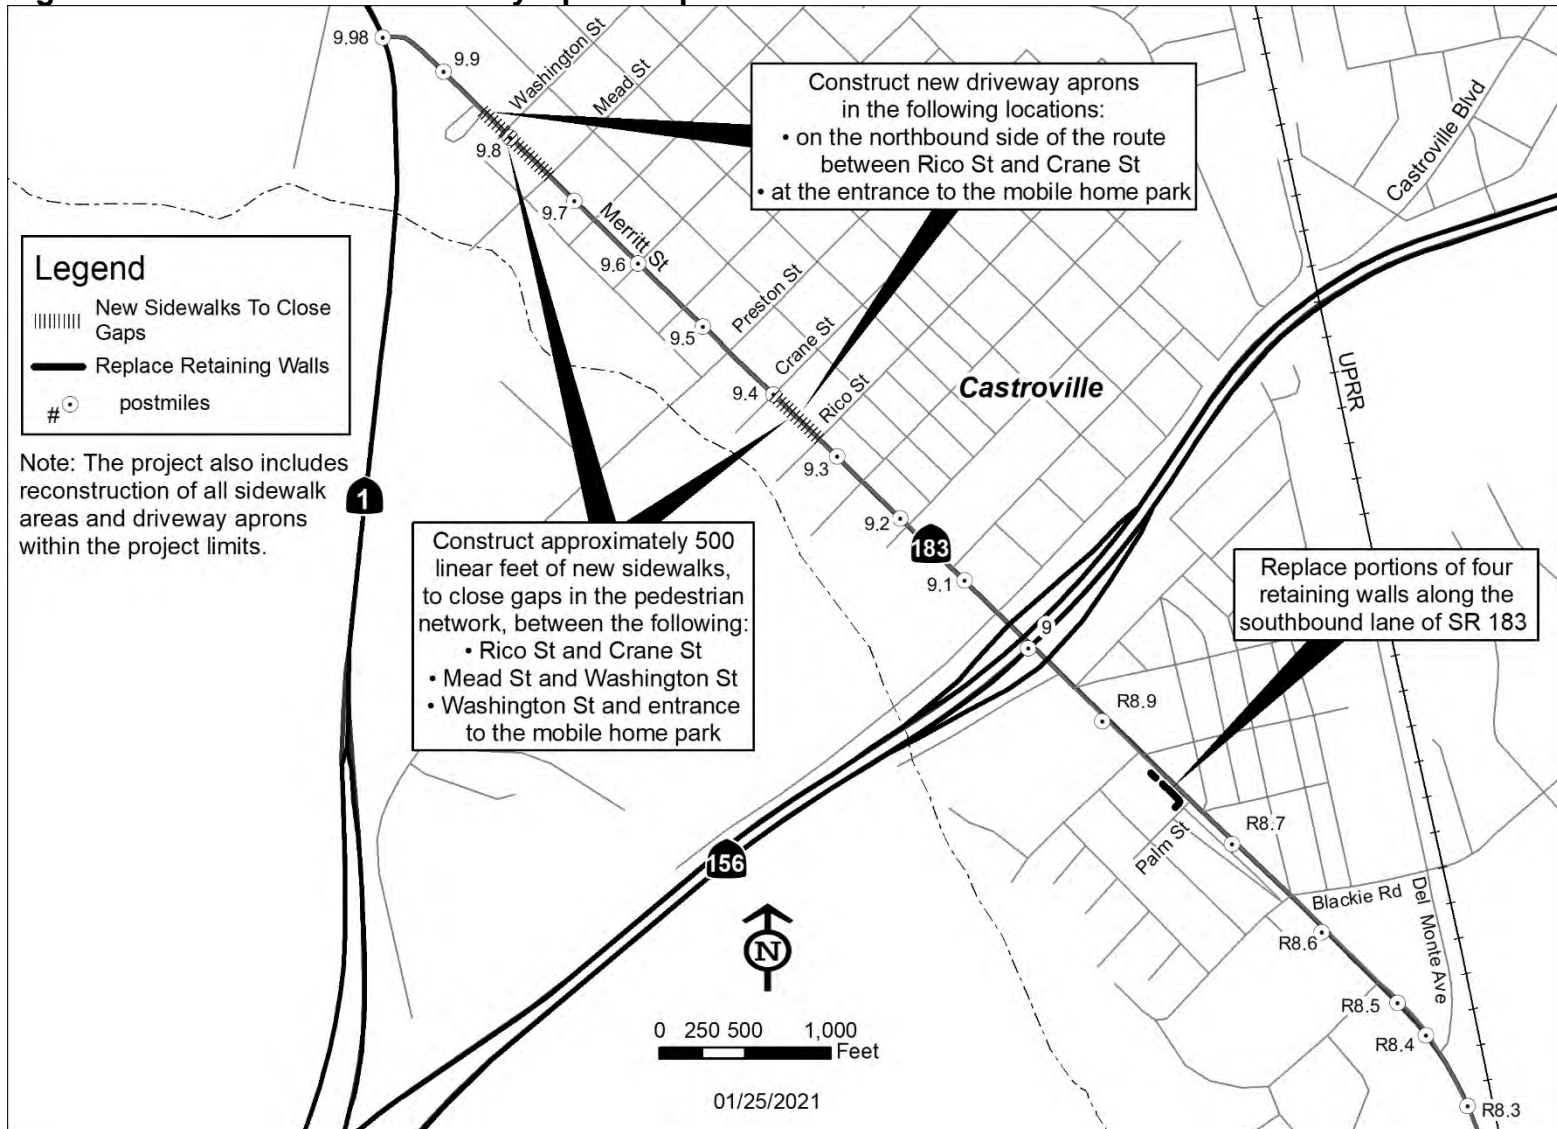 9.98
9.9
Washington St
Mead St
9.8
9.7
Merritt St
9.6
Preston St
9.5
Crane St
9.4
Rico St
9.3
9.2
183
9.1
9
R8.9
R8.7
Palm St
Blackie Rd
R8.6
Del Monte Ave
R8.5
R8.4
R8.3
Castroville
Castroville Blvd
UPRR
1
156
Construct new driveway aprons
in the following locations:
• on the northbound side of the route
between Rico St and Crane St
• at the entrance to the mobile home park
Legend
New Sidewalks To Close
Gaps
Replace Retaining Walls
# postmiles
Note: The project also includes
reconstruction of all sidewalk
areas and driveway aprons
within the project limits.
Construct approximately 500
linear feet of new sidewalks,
to close gaps in the pedestrian
network, between the following:
• Rico St and Crane St
• Mead St and Washington St
• Washington St and entrance
to the mobile home park
Replace portions of four
retaining walls along the
southbound lane of SR 183
N
0 250 500 1,000
Feet
01/25/2021